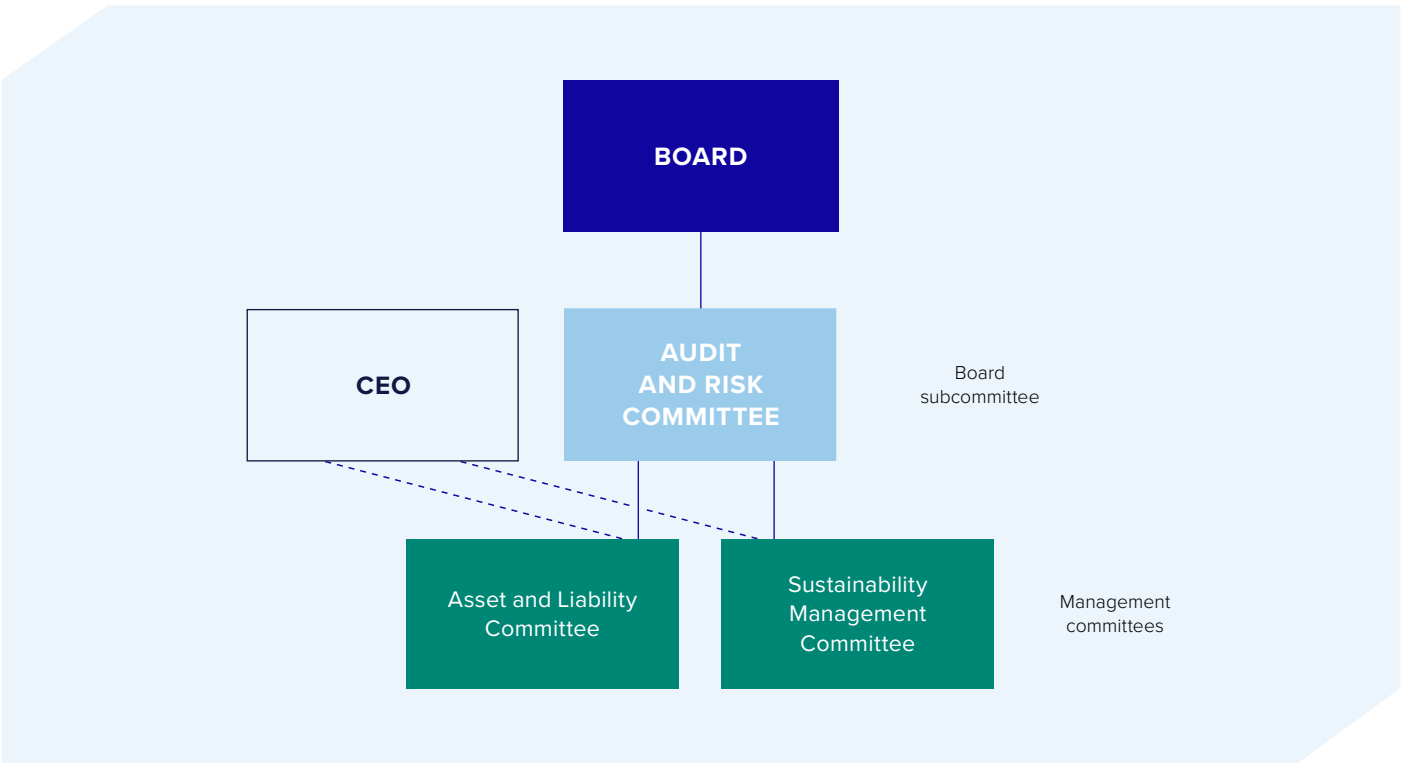 BOARD
CEO
AUDIT
AND RISK
COMMITTEE
Board
subcommittee
Asset and Liability
Committee
Sustainability
Management
Committee
Management
committees